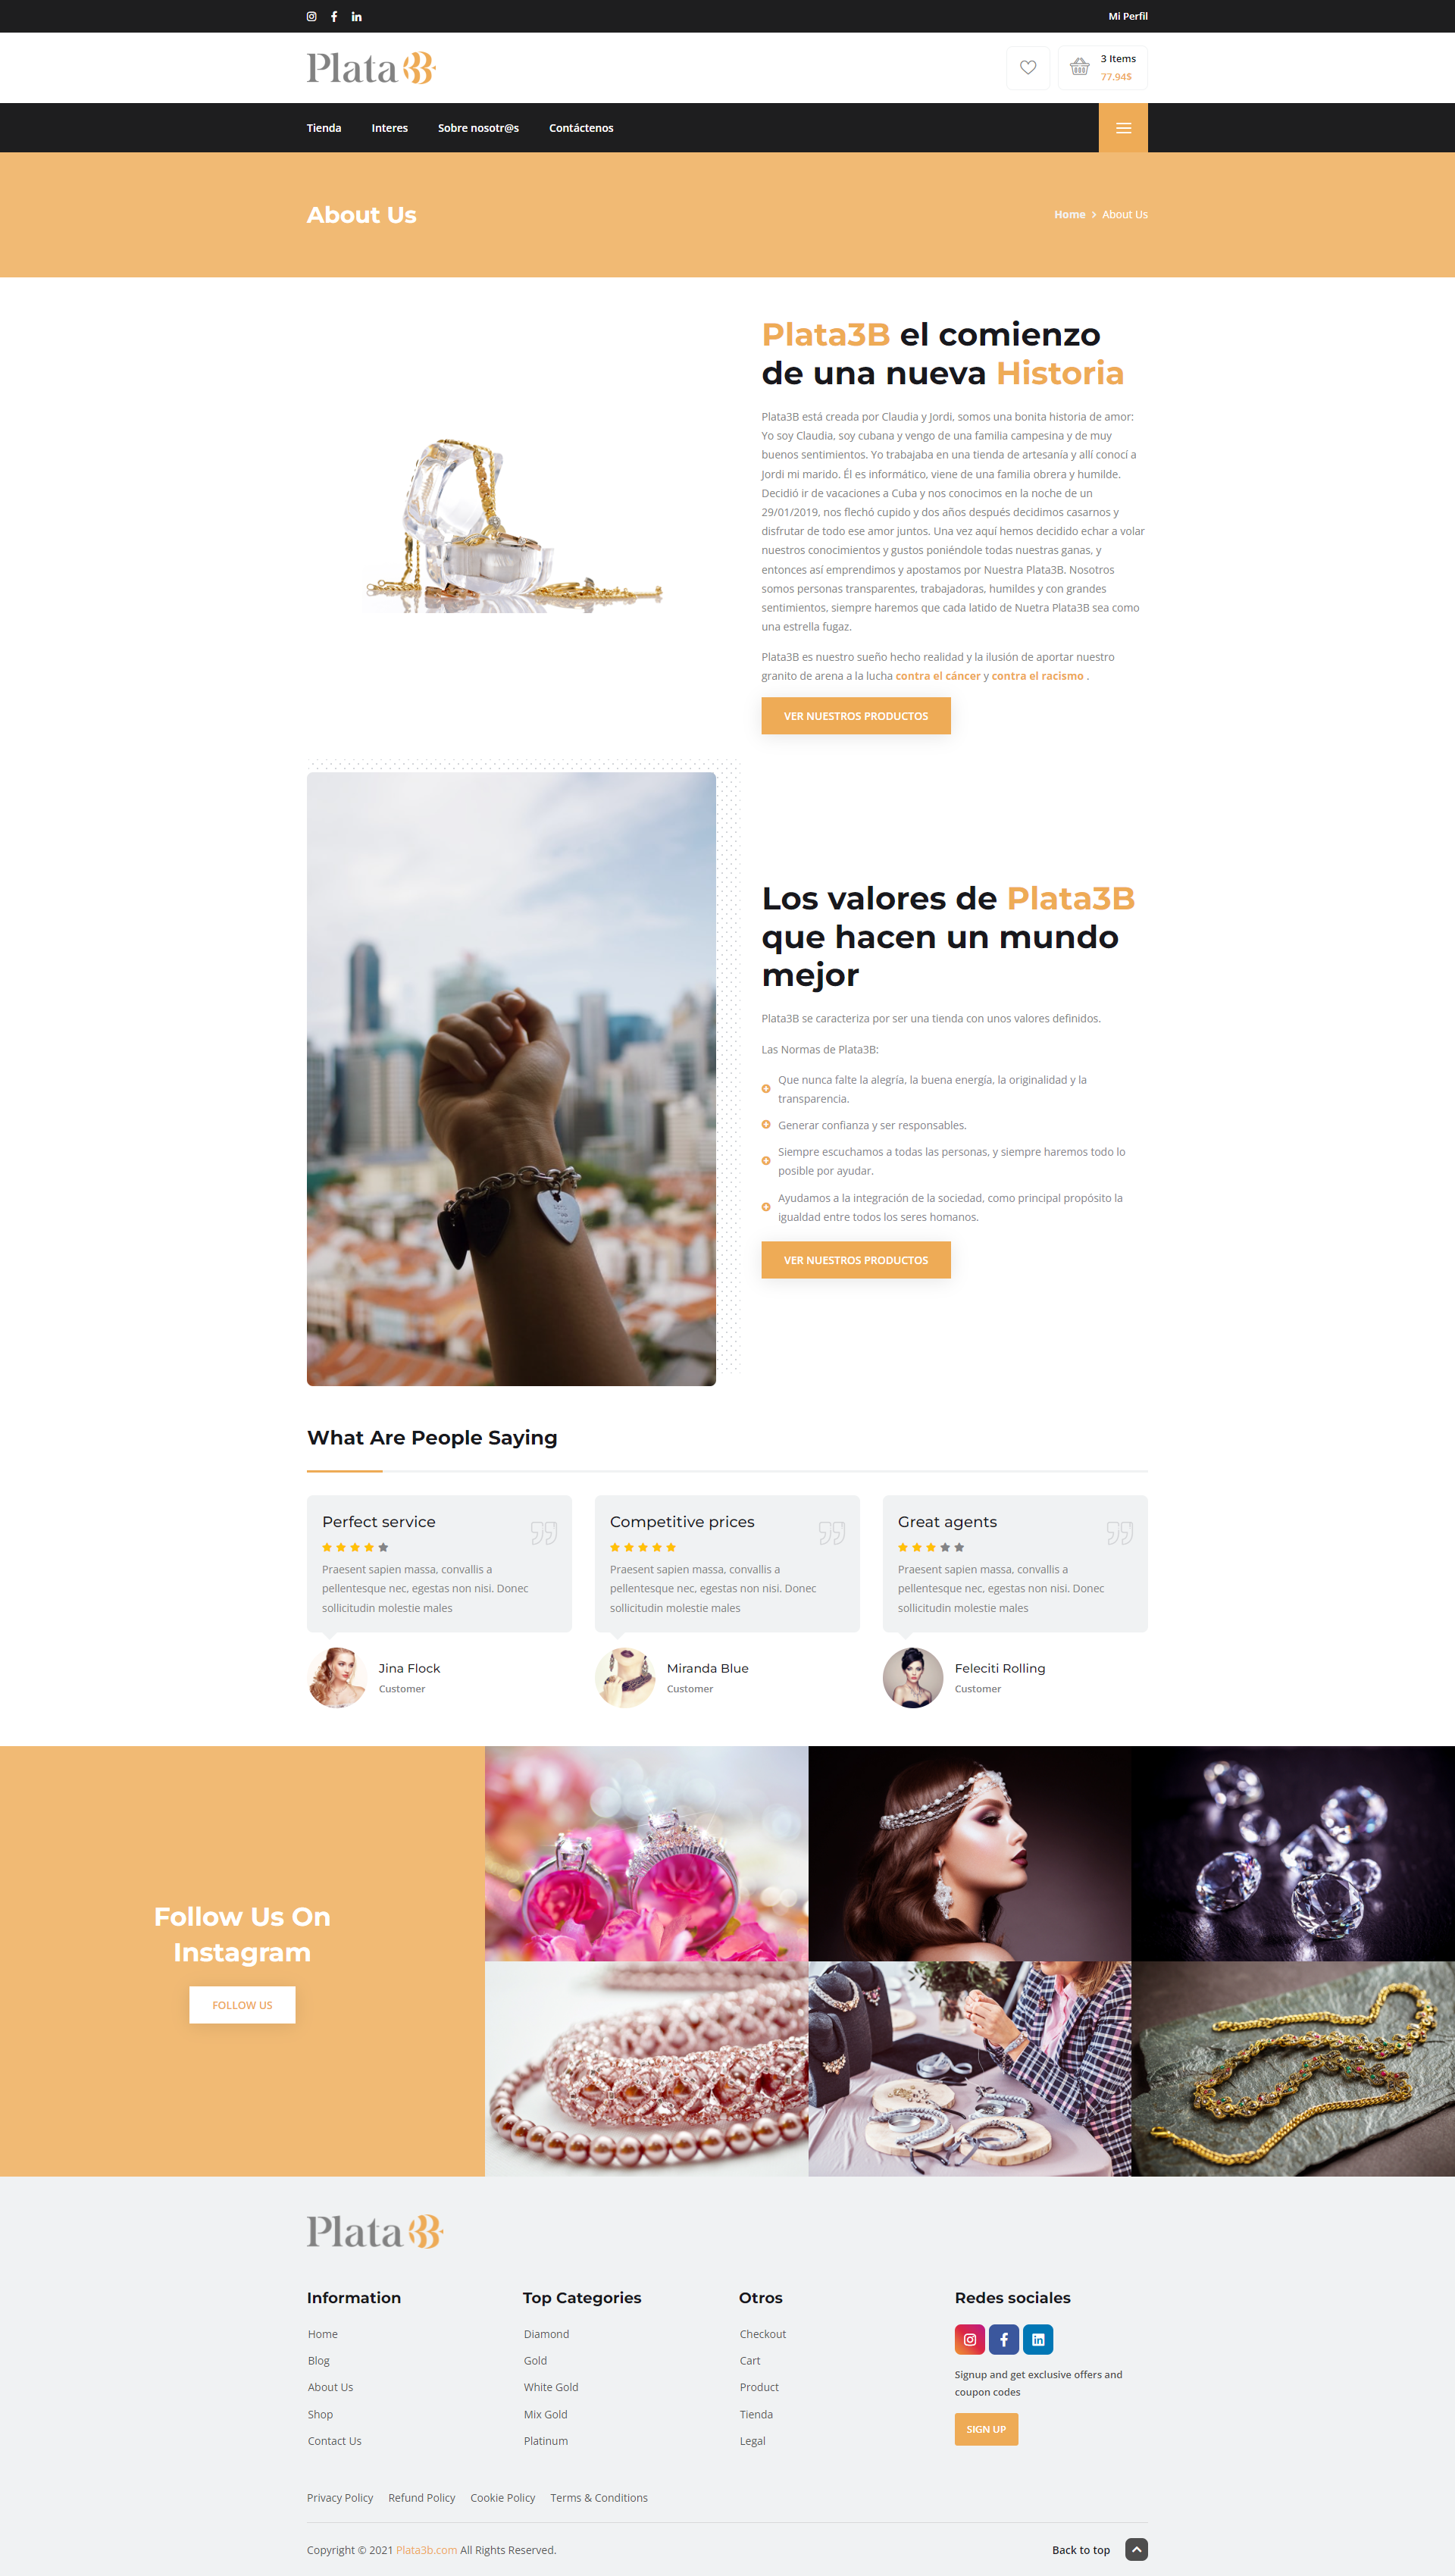 Mi Perfil
Plata3B
3 Items
77.94$
Tienda Interes Sobre nosotr@s Contáctenos
About Us
Home > About Us
Plata3B el comienzo
de una nueva Historia
Plata3B está creada por Claudia y Jordi, somos una bonita historia de amor:
Yo soy Claudia, soy cubana y vengo de una familia campesina y de muy
buenos sentimientos. Yo trabajaba en una tienda de artesanía y allí conocí a
Jordi mi marido. Él es informático, viene de una familia obrera y humilde.
Decidió ir de vacaciones a Cuba y nos conocimos en la noche de un
29/01/2019, nos flechó cupido y dos años después decidimos casarnos y
disfrutar de todo ese amor juntos. Una vez aquí hemos decidido echar a volar
nuestros conocimientos y gustos poniéndole todas nuestras ganas, y
entonces así emprendimos y apostamos por Nuestra Plata3B. Nosotros
somos personas transparentes, trabajadoras, humildes y con grandes
sentimientos, siempre haremos que cada latido de Nuetra Plata3B sea como
una estrella fugaz.
Plata3B es nuestro sueño hecho realidad y la ilusión de aportar nuestro
granito de arena a la lucha contra el cáncer y contra el racismo .
VER NUESTROS PRODUCTOS
Los valores de Plata3B
que hacen un mundo
mejor
Plata3B se caracteriza por ser una tienda con unos valores definidos.
Las Normas de Plata3B:
Que nunca falte la alegría, la buena energía, la originalidad y la
transparencia.
Generar confianza y ser responsables.
Siempre escuchamos a todas las personas, y siempre haremos todo lo
posible por ayudar.
Ayudamos a la integración de la sociedad, como principal propósito la
igualdad entre todos los seres homanos.
VER NUESTROS PRODUCTOS
What Are People Saying
Perfect service
Praesent sapien massa, convallis a
pellentesque nec, egestas non nisi. Donec
sollicitudin molestie males
Jina Flock
Customer
Competitive prices
Praesent sapien massa, convallis a
pellentesque nec, egestas non nisi. Donec
sollicitudin molestie males
Miranda Blue
Customer
Great agents
Praesent sapien massa, convallis a
pellentesque nec, egestas non nisi. Donec
sollicitudin molestie males
Feleciti Rolling
Customer
Follow Us On
Instagram
FOLLOW US
Plata3B
Information
Home
Blog
About Us
Shop
Contact Us
Top Categories
Diamond
Gold
White Gold
Mix Gold
Platinum
Otros
Checkout
Cart
Product
Tienda
Legal
Redes sociales
Signup and get exclusive offers and
coupon codes
SIGN UP
Privacy Policy Refund Policy Cookie Policy Terms & Conditions
Copyright © 2021 Plata3b.com All Rights Reserved.
Back to top